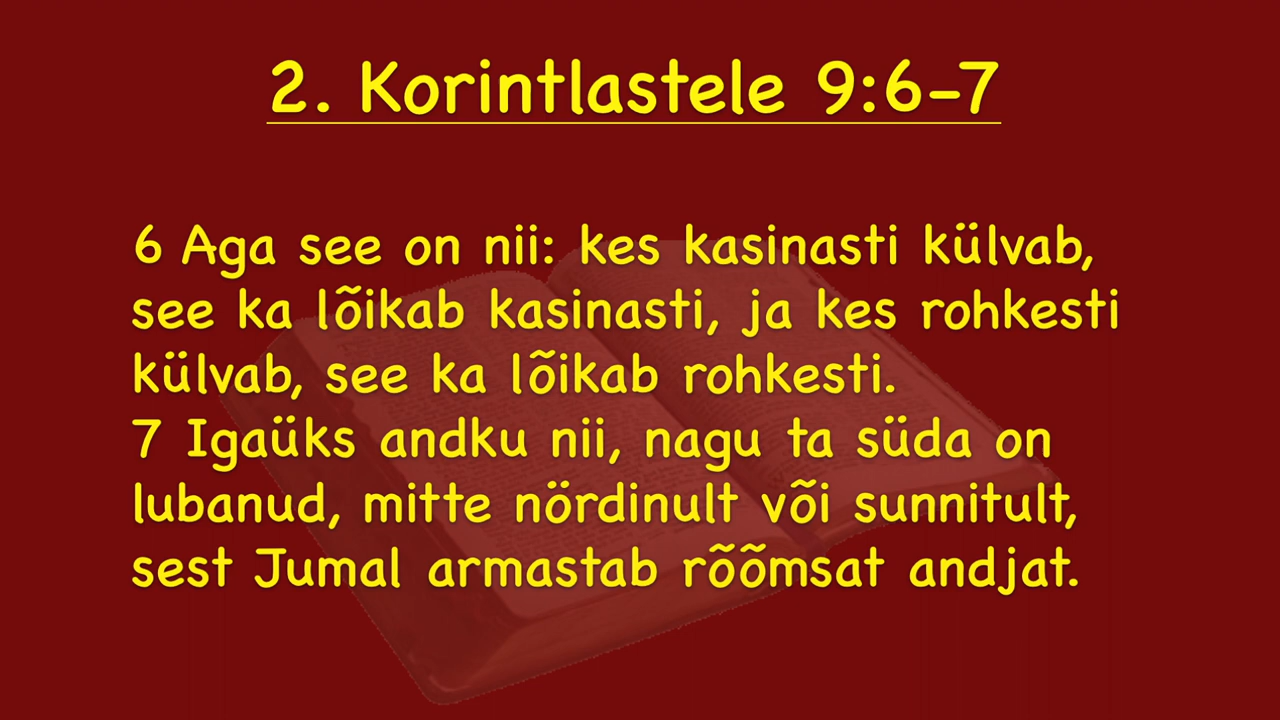 2. Korintlastele 9:6-7
6 Aga see on nii: kes kasinasti külvab,
see ka lõikab kasinasti, ja kes rohkesti
külvab, see ka lõikab rohkesti.
7 Igaüks andku nii, nagu ta süda on
lubanud, mitte nördinult või sunnitult,
sest Jumal armastab rõõmsat andjat.